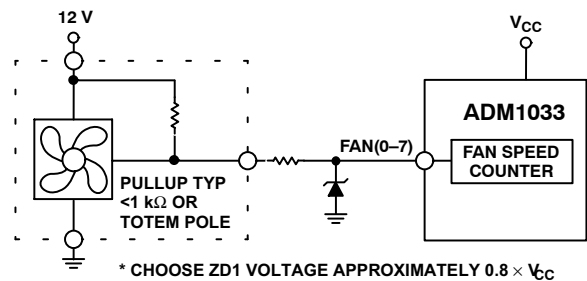 12 V
V_CC
ADM1033
FAN(0–7)
FAN SPEED
COUNTER
PULLUP TYP
<1 kΩ OR
TOTEM POLE
* CHOOSE ZD1 VOLTAGE APPROXIMATELY 0.8 × V_CC